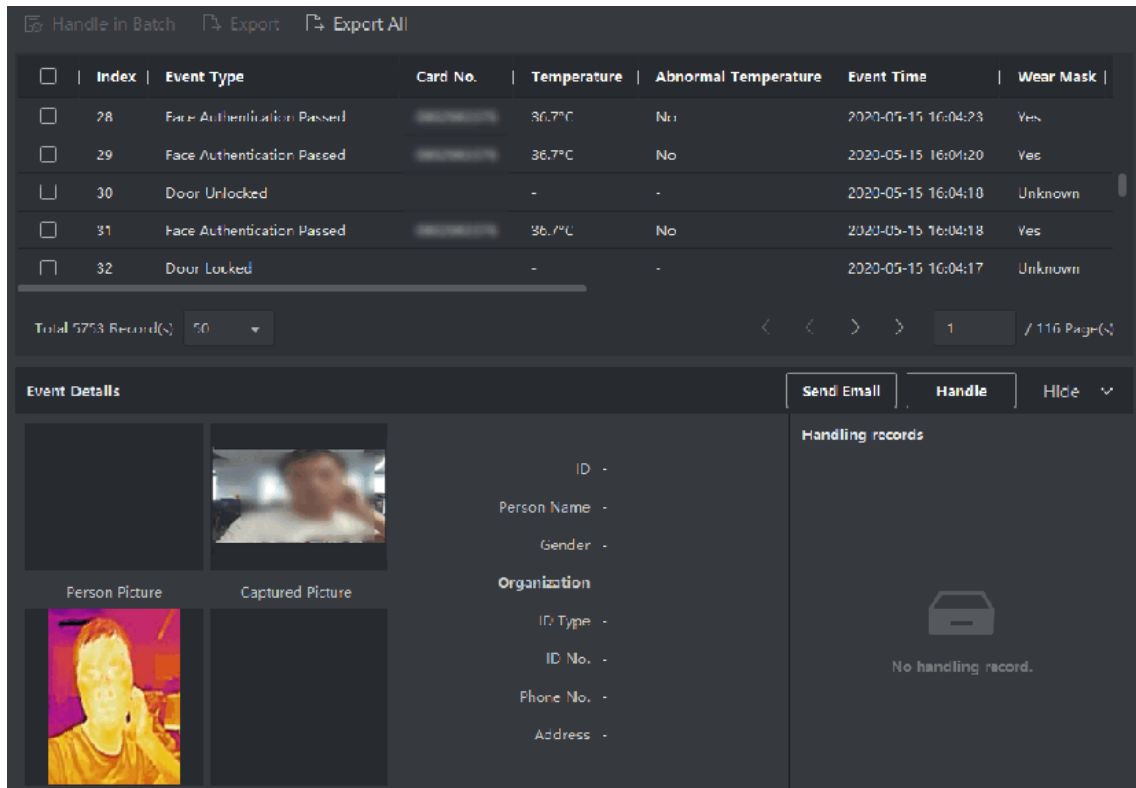 Handle in Batch Export Export All
Index Event Type Card No. Temperature Abnormal Temperature Event Time Wear Mask
28 Face Authentication Passed 36.7°C No 2020-05-15 16:04:23 Yes
29 Face Authentication Passed 36.7°C No 2020-05-15 16:04:20 Yes
30 Door Unlocked - - 2020-05-15 16:04:18 Unknown
31 Face Authentication Passed 36.7°C No 2020-05-15 16:04:18 Yes
32 Door Locked - - 2020-05-15 16:04:17 Unknown
Total 5753 Record(s) 50 1 / 116 Page(s)
Event Details Send Email Handle Hide
Handling records
ID -
Person Name -
Gender -
Organization
Person Picture Captured Picture
ID Type -
ID No. -
Phone No. -
Address -
No handling record.